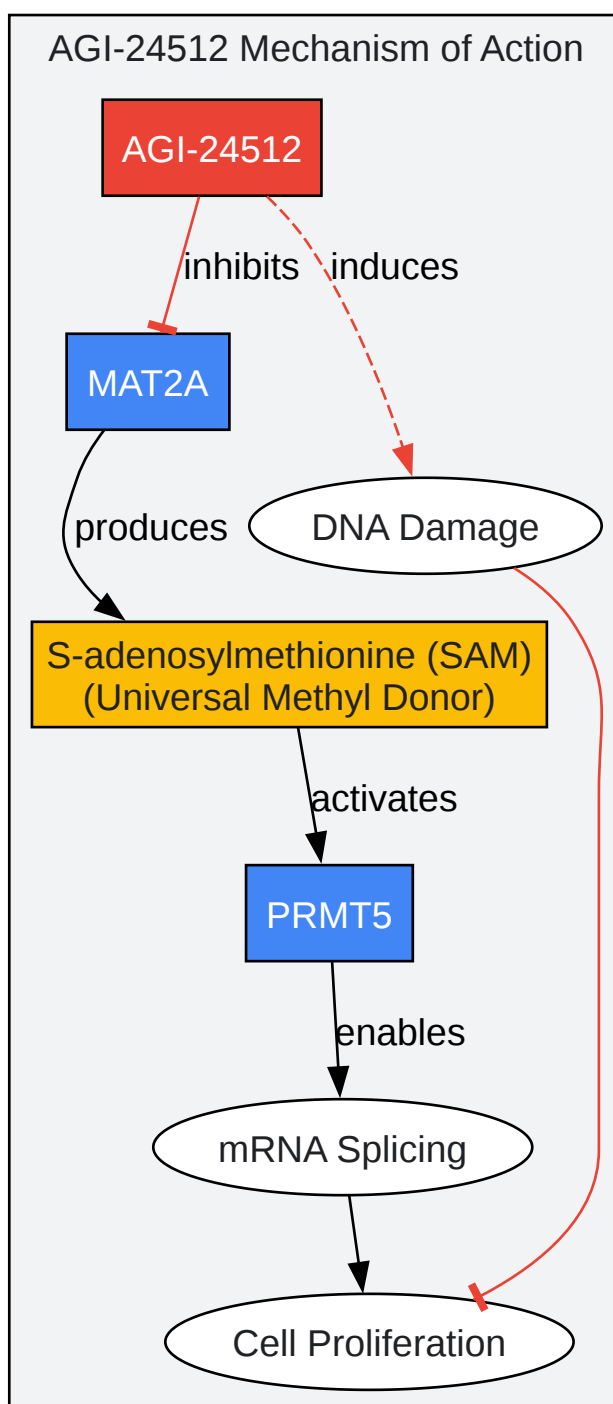 AGI-24512 Mechanism of Action
AGI-24512
inhibits
induces
MAT2A
produces
DNA Damage
S-adenosylmethionine (SAM)
(Universal Methyl Donor)
activates
PRMT5
enables
mRNA Splicing
Cell Proliferation